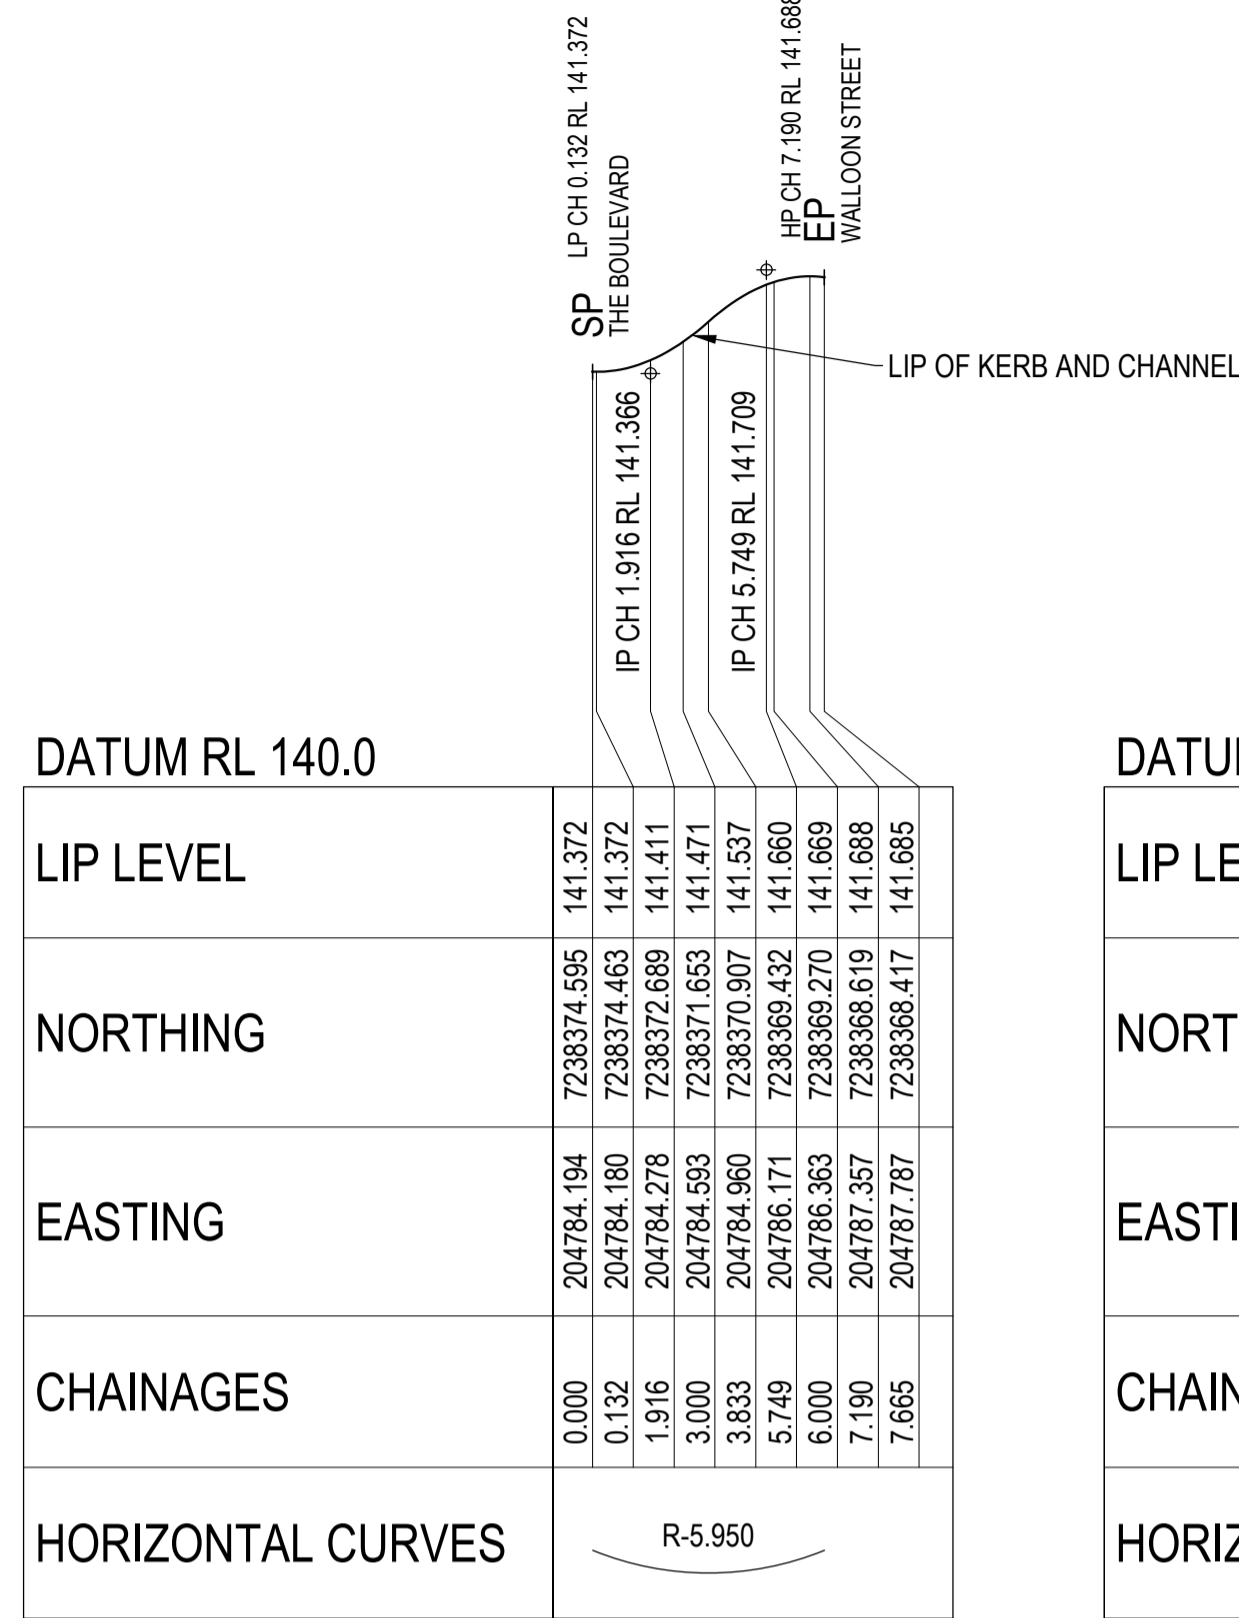 LP CH 0.132 RL 141.372
SP
THE BOULEVARD
HP CH 7.190 RL 141.688
EP
WALLOON STREET
LIP OF KERB AND CHANNEL
IP CH 1.916 RL 141.366
IP CH 5.749 RL 141.709
DATUM RL 140.0
LIP LEVEL 141.372 141.372 141.411 141.471 141.537 141.660 141.669 141.688 141.685
NORTHING 7238374.595 7238374.463 7238372.689 7238371.653 7238370.907 7238369.432 7238369.270 7238368.619 7238368.417
EASTING 204784.194 204784.180 204784.278 204784.593 204784.960 204786.171 204786.363 204787.357 204787.787
CHAINAGES 0.000 0.132 1.916 3.000 3.833 5.749 6.000 7.190 7.665
HORIZONTAL CURVES R-5.950